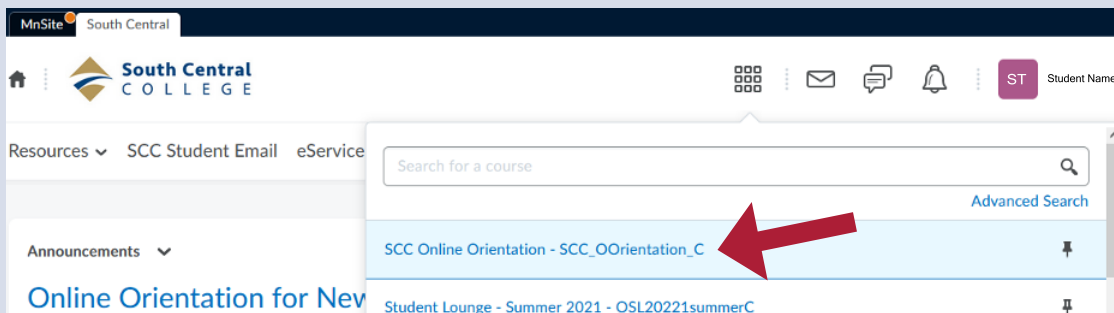 MnSite South Central
South Central
COLLEGE
ST Student Name
Resources SCC Student Email eService
Search for a course
Advanced Search
Announcements
SCC Online Orientation - SCC_OOrientation_C
Online Orientation for New
Student Lounge - Summer 2021 - OSL20221summerC